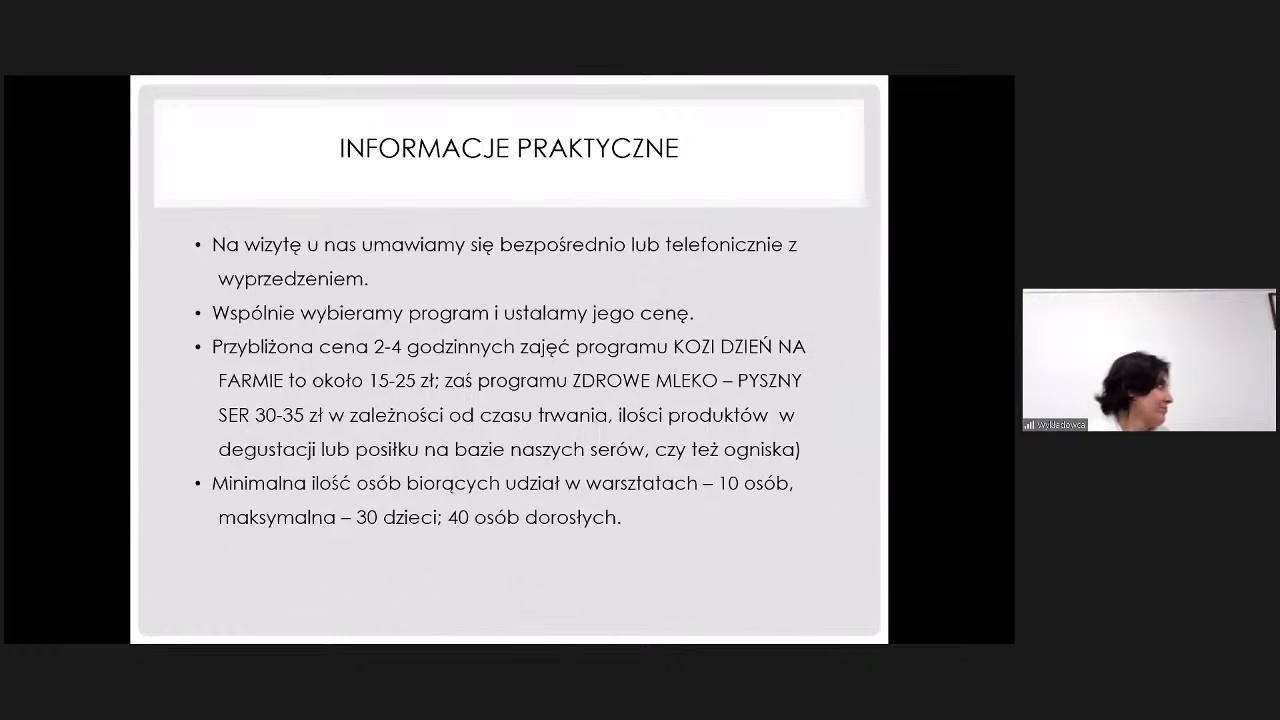 INFORMACJE PRAKTYCZNE
• Na wizytę u nas umawiamy się bezpośrednio lub telefonicznie z
wyprzedzeniem.
• Wspólnie wybieramy program i ustalamy jego cenę.
• Przybliżona cena 2-4 godzinnych zajęć programu KOZI DZIEŃ NA
FARMIE to około 15-25 zł; zaś programu ZDROWE MLEKO – PYSZNY
SER 30-35 zł w zależności od czasu trwania, ilości produktów w
degustacji lub posiłku na bazie naszych serów, czy też ogniska)
• Minimalna ilość osób biorących udział w warsztatach – 10 osób,
maksymalna – 30 dzieci; 40 osób dorosłych.
Wykładowca